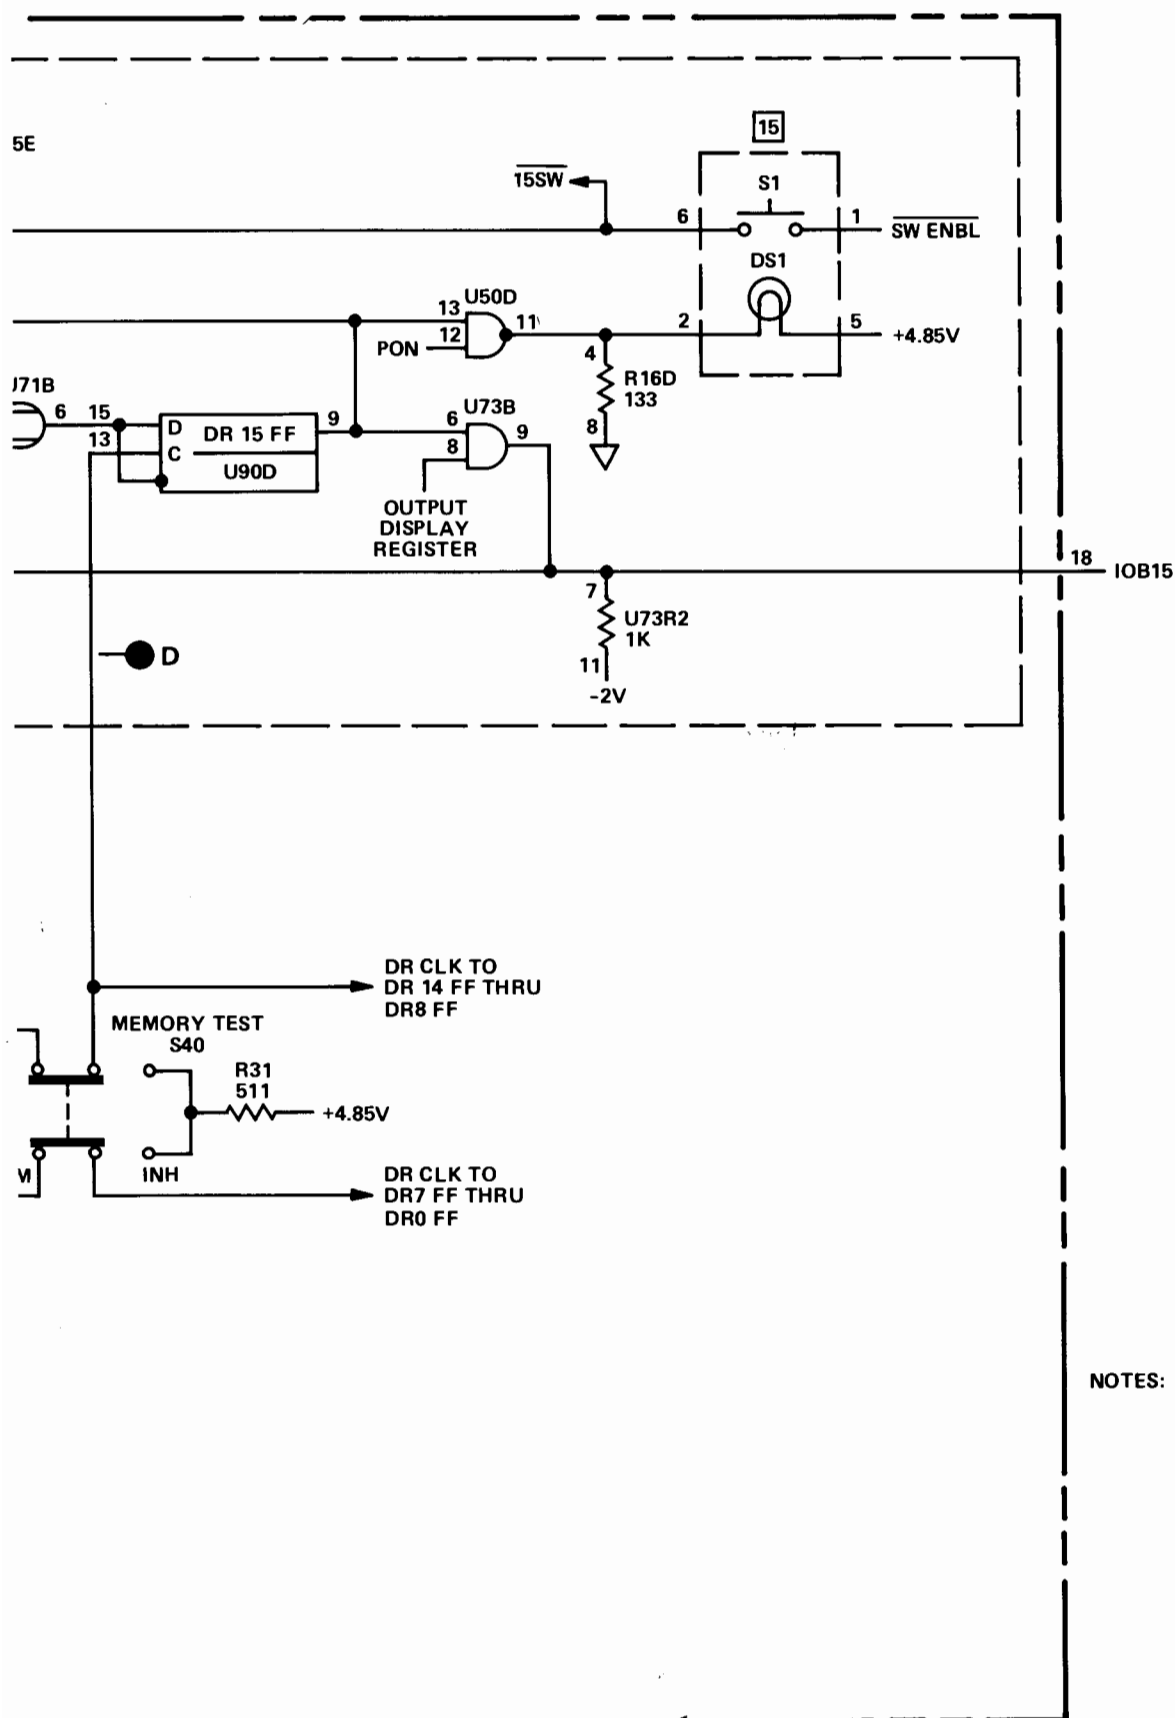 5E
15
15SW
S1
6
1
SW ENBL
DS1
U50D
13
12
11
PON
2
5
+4.85V
4
R16D
133
8
6
15
13
D
C
DR 15 FF
U90D
9
U73B
6
8
9
OUTPUT
DISPLAY
REGISTER
18
IOB15
7
U73R2
1K
11
-2V
D
DR CLK TO
DR 14 FF THRU
DR8 FF
MEMORY TEST
S40
R31
511
+4.85V
INH
DR CLK TO
DR7 FF THRU
DR0 FF
NOTES: